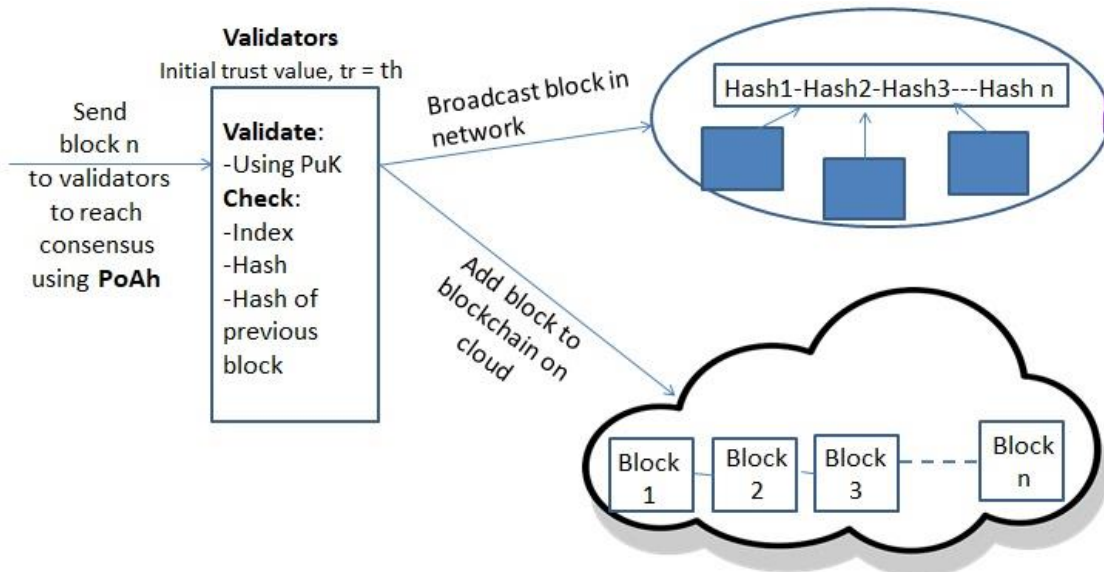 Send
block n
to validators
to reach
consensus
using PoAh
Validators
Initial trust value, tr = th
Validate:
-Using PuK
Check:
-Index
-Hash
-Hash of
previous
block
Broadcast block in
network
Hash1-Hash2-Hash3---Hash n
Add block to
blockchain on
cloud
Block
1
Block
2
Block
3
Block
n